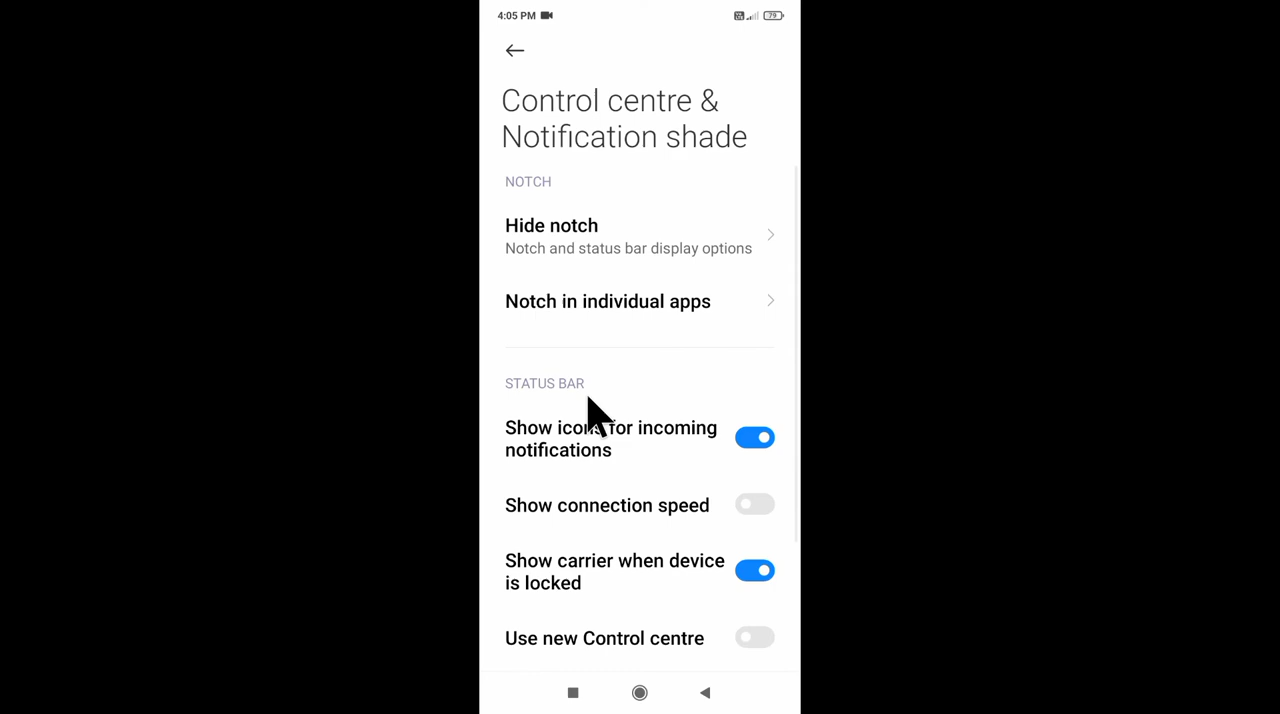 4:05 PM
79
Control centre &
Notification shade
NOTCH
Hide notch
Notch and status bar display options
Notch in individual apps
STATUS BAR
Show icons for incoming
notifications
Show connection speed
Show carrier when device
is locked
Use new Control centre